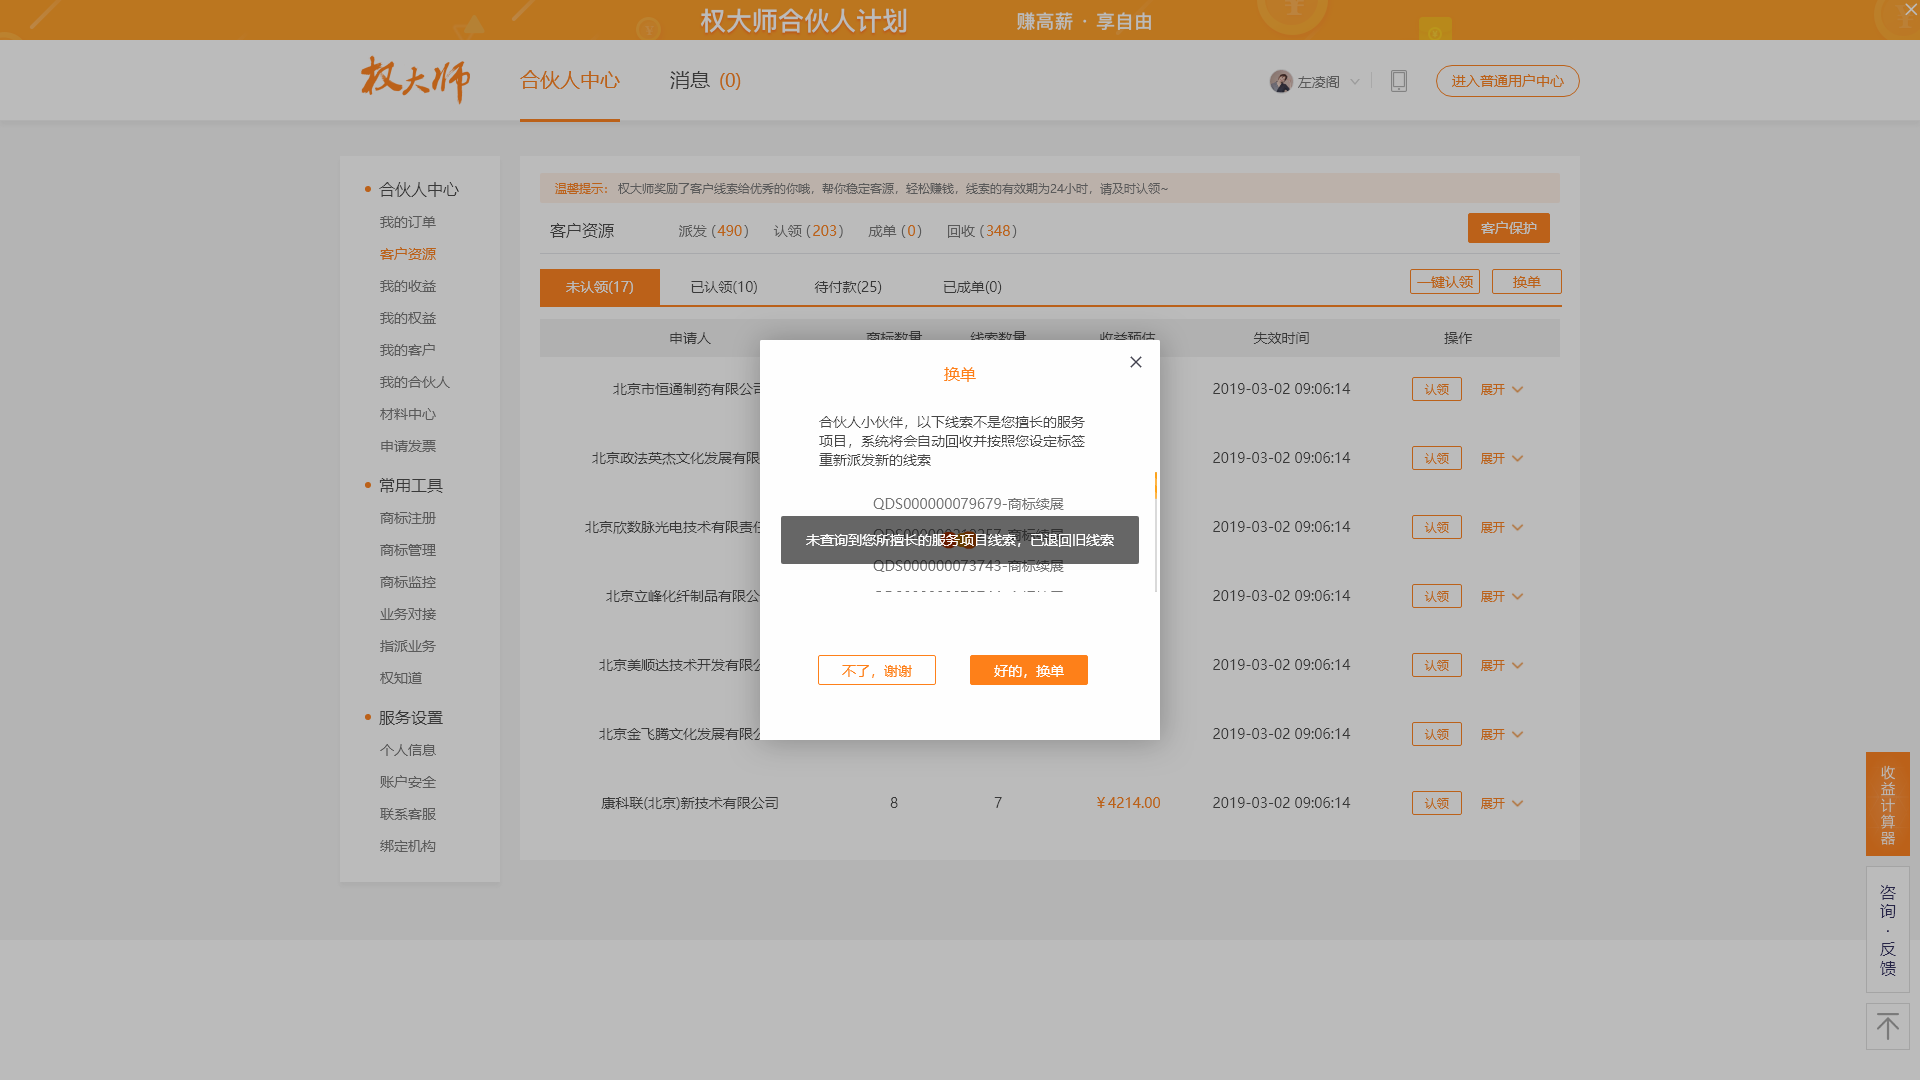 权大师合伙人计划 赚高薪 · 享自由
权大师 合伙人中心 消息 (0) 左凌阁 进入普通用户中心
合伙人中心
我的订单
客户资源
我的收益
我的权益
我的客户
我的合伙人
材料中心
申请发票
常用工具
商标注册
商标管理
商标监控
业务对接
指派业务
权知道
服务设置
个人信息
账户安全
联系客服
绑定机构
温馨提示： 权大师奖励了客户线索给优秀的你哦，帮你稳定客源，轻松赚钱，线索的有效期为24小时，请及时认领~
客户资源 派发 (490) 认领 (203) 成单 (0) 回收 (348) 客户保护
未认领(17) 已认领(10) 待付款(25) 已成单(0) 一键认领 换单
申请人 商标数量 线索数量 收益预估 失效时间 操作
北京市恒通制药有限公司 2019-03-02 09:06:14 认领 展开
北京政法英杰文化发展有限 2019-03-02 09:06:14 认领 展开
北京欣数脉光电技术有限责任 2019-03-02 09:06:14 认领 展开
北京立峰化纤制品有限公 2019-03-02 09:06:14 认领 展开
北京美顺达技术开发有限公 2019-03-02 09:06:14 认领 展开
北京金飞腾文化发展有限公 2019-03-02 09:06:14 认领 展开
康科联(北京)新技术有限公司 8 7 ¥4214.00 2019-03-02 09:06:14 认领 展开
换单
合伙人小伙伴，以下线索不是您擅长的服务
项目，系统将会自动回收并按照您设定标签
重新派发新的线索
QDS000000079679-商标续展
未查询到您所擅长的服务项目线索，已退回旧线索
QDS000000073743-商标续展
不了，谢谢 好的，换单
收益计算器
咨询·反馈